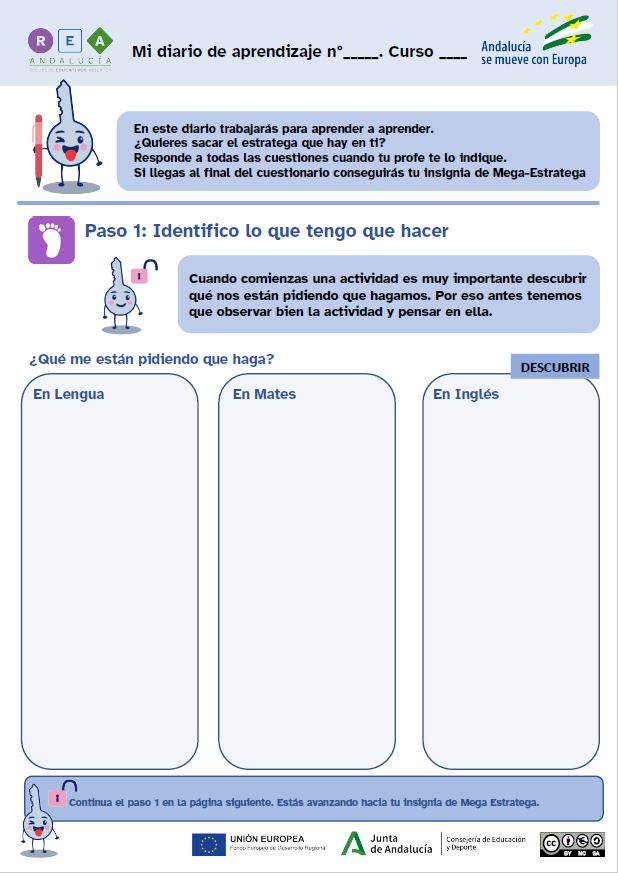 R E A
ANDALUCÍA
RECURSOS EDUCATIVOS ABIERTOS
Mi diario de aprendizaje nº_____. Curso ____
Andalucía
se mueve con Europa
En este diario trabajarás para aprender a aprender.
¿Quieres sacar el estratega que hay en ti?
Responde a todas las cuestiones cuando tu profe te lo indique.
Si llegas al final del cuestionario conseguirás tu insignia de Mega-Estratega
Paso 1: Identifico lo que tengo que hacer
Cuando comienzas una actividad es muy importante descubrir
qué nos están pidiendo que hagamos. Por eso antes tenemos
que observar bien la actividad y pensar en ella.
¿Qué me están pidiendo que haga?
DESCUBRIR
En Lengua
En Mates
En Inglés
Continua el paso 1 en la página siguiente. Estás avanzando hacia tu insignia de Mega Estratega.
UNIÓN EUROPEA
Fondo Europeo de Desarrollo Regional
Junta
de Andalucía
Consejería de Educación
y Deporte
cc
BY NC SA